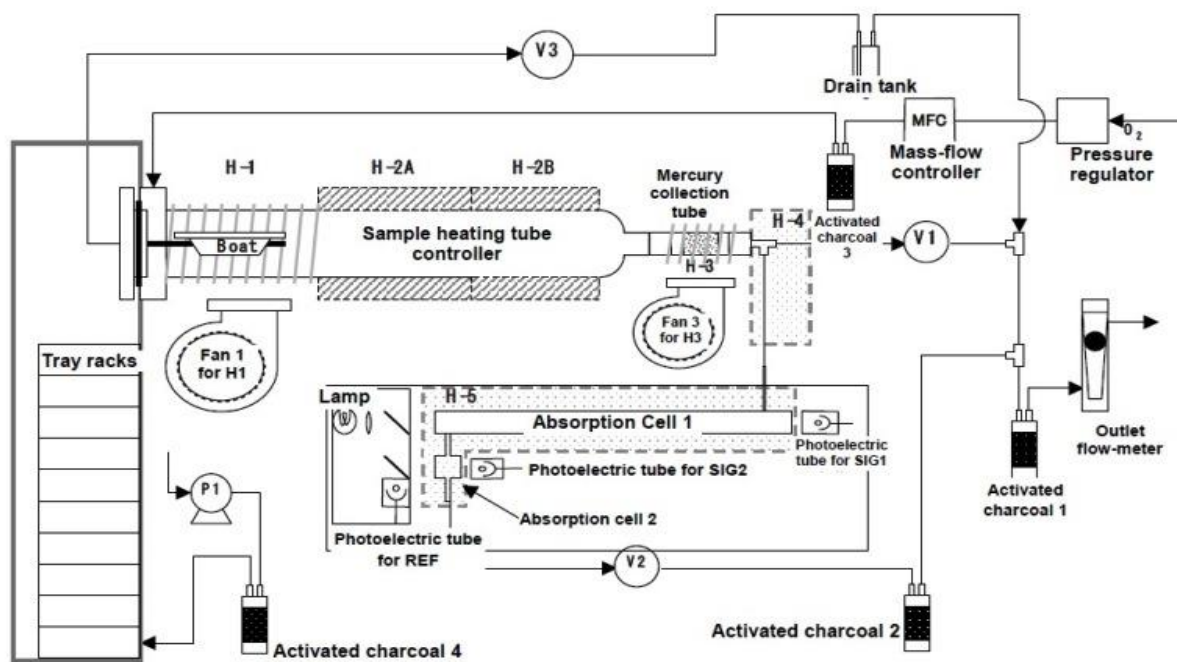 V3
Drain tank
MFC
O2
Mass-flow
controller
Pressure
regulator
H-1
H-2A
H-2B
Mercury
collection
tube
H-4
Activated
charcoal
3
V1
Boat
Sample heating tube
controller
H-3
Fan 1
for H1
Fan 3
for H3
Tray racks
Lamp
H-5
Absorption Cell 1
Photoelectric
tube for SIG1
Photoelectric tube for SIG2
Absorption cell 2
Photoelectric tube
for REF
P1
V2
Outlet
flow-meter
Activated
charcoal 1
Activated charcoal 2
Activated charcoal 4